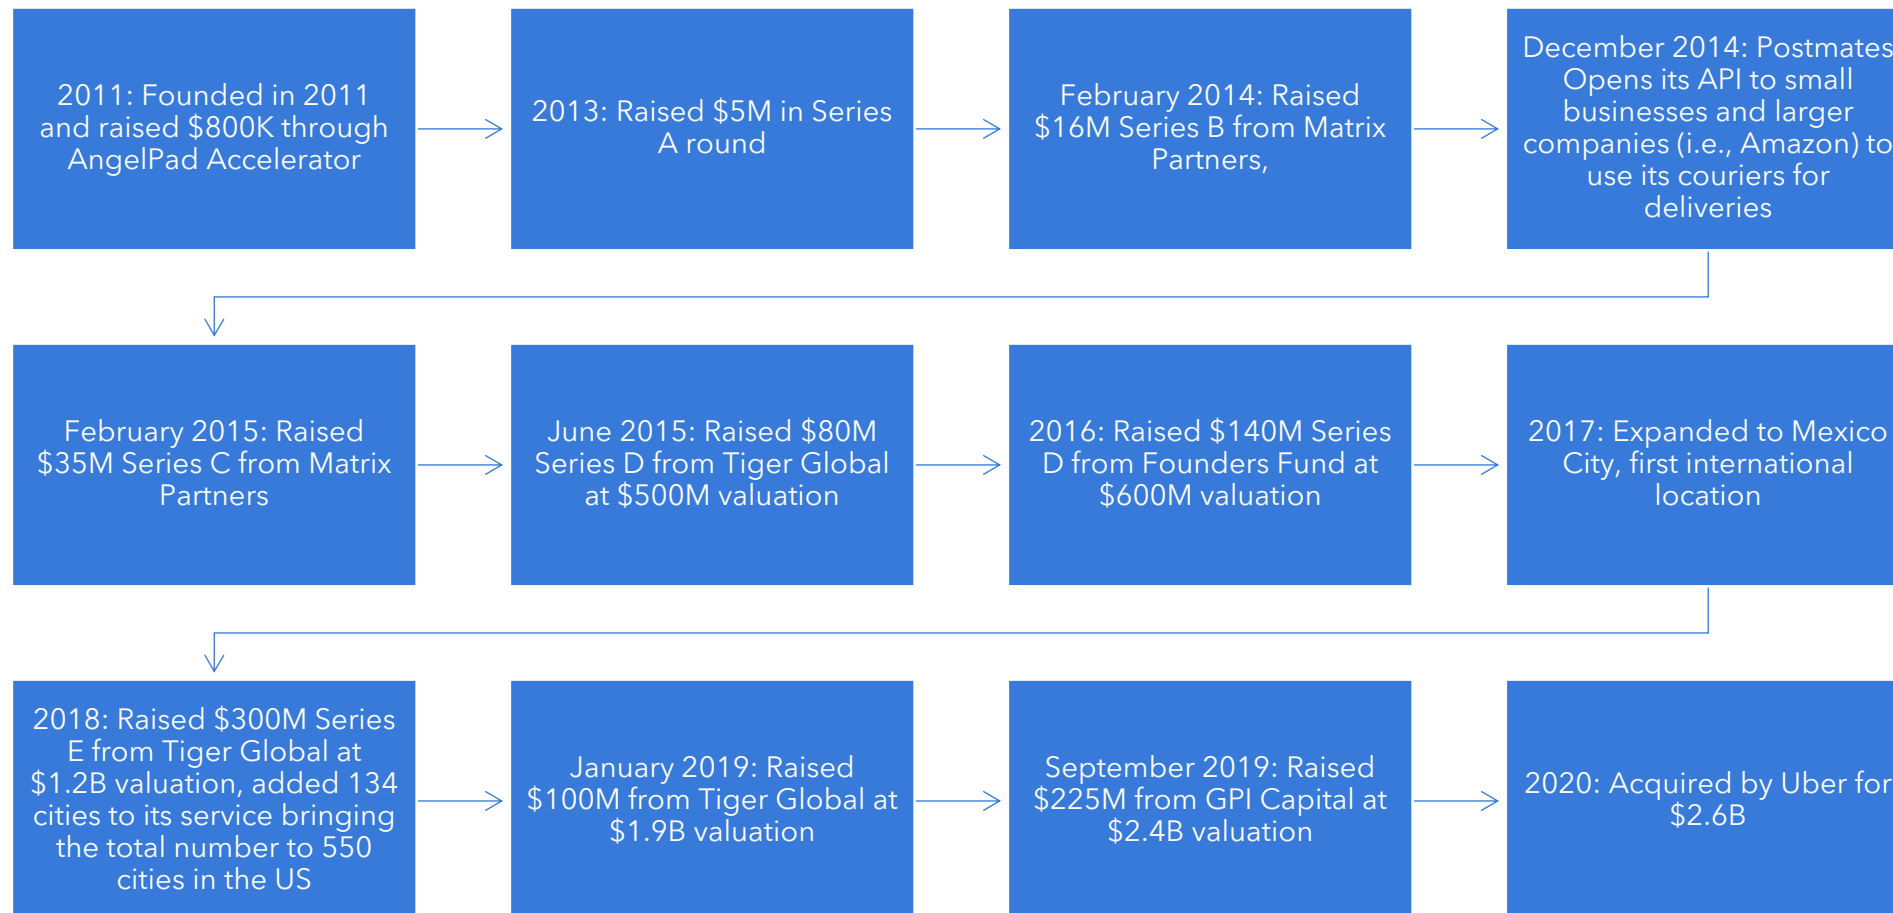 2011: Founded in 2011
and raised $800K through
AngelPad Accelerator
2013: Raised $5M in Series
A round
February 2014: Raised
$16M Series B from Matrix
Partners,
December 2014: Postmates
Opens its API to small
businesses and larger
companies (i.e., Amazon) to
use its couriers for
deliveries
February 2015: Raised
$35M Series C from Matrix
Partners
June 2015: Raised $80M
Series D from Tiger Global
at $500M valuation
2016: Raised $140M Series
D from Founders Fund at
$600M valuation
2017: Expanded to Mexico
City, first international
location
2018: Raised $300M Series
E from Tiger Global at
$1.2B valuation, added 134
cities to its service bringing
the total number to 550
cities in the US
January 2019: Raised
$100M from Tiger Global at
$1.9B valuation
September 2019: Raised
$225M from GPI Capital at
$2.4B valuation
2020: Acquired by Uber for
$2.6B